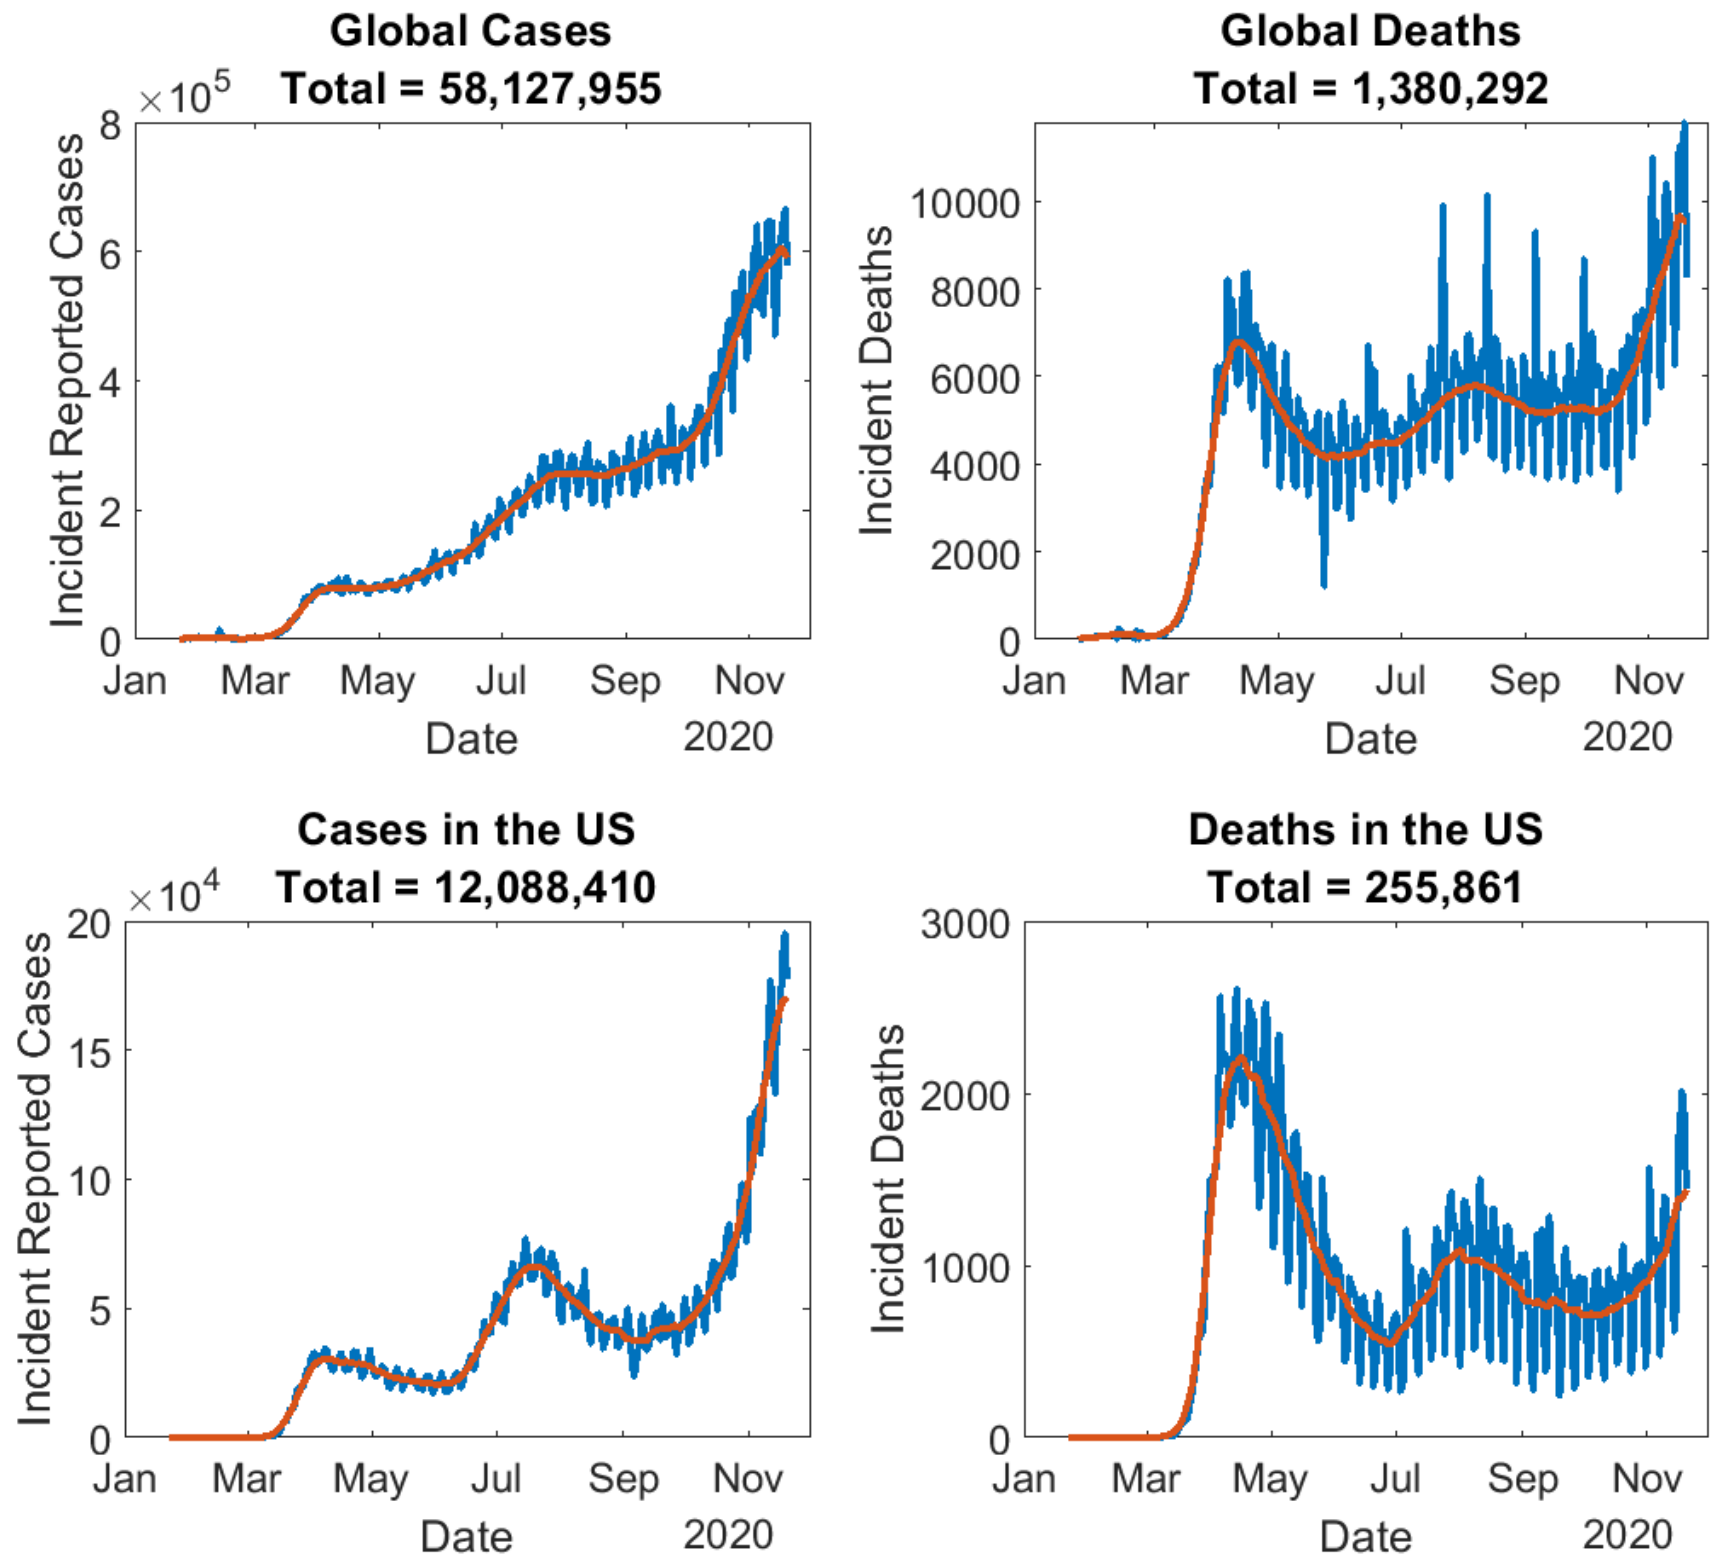 Global Cases
Total = 58,127,955
×10^5
8
6
4
2
0
Incident Reported Cases
Jan Mar May Jul Sep Nov
Date
2020
Global Deaths
Total = 1,380,292
10000
8000
6000
4000
2000
0
Incident Deaths
Jan Mar May Jul Sep Nov
Date
2020
Cases in the US
Total = 12,088,410
×10^4
20
15
10
5
0
Incident Reported Cases
Jan Mar May Jul Sep Nov
Date
2020
Deaths in the US
Total = 255,861
3000
2000
1000
0
Incident Deaths
Jan Mar May Jul Sep Nov
Date
2020